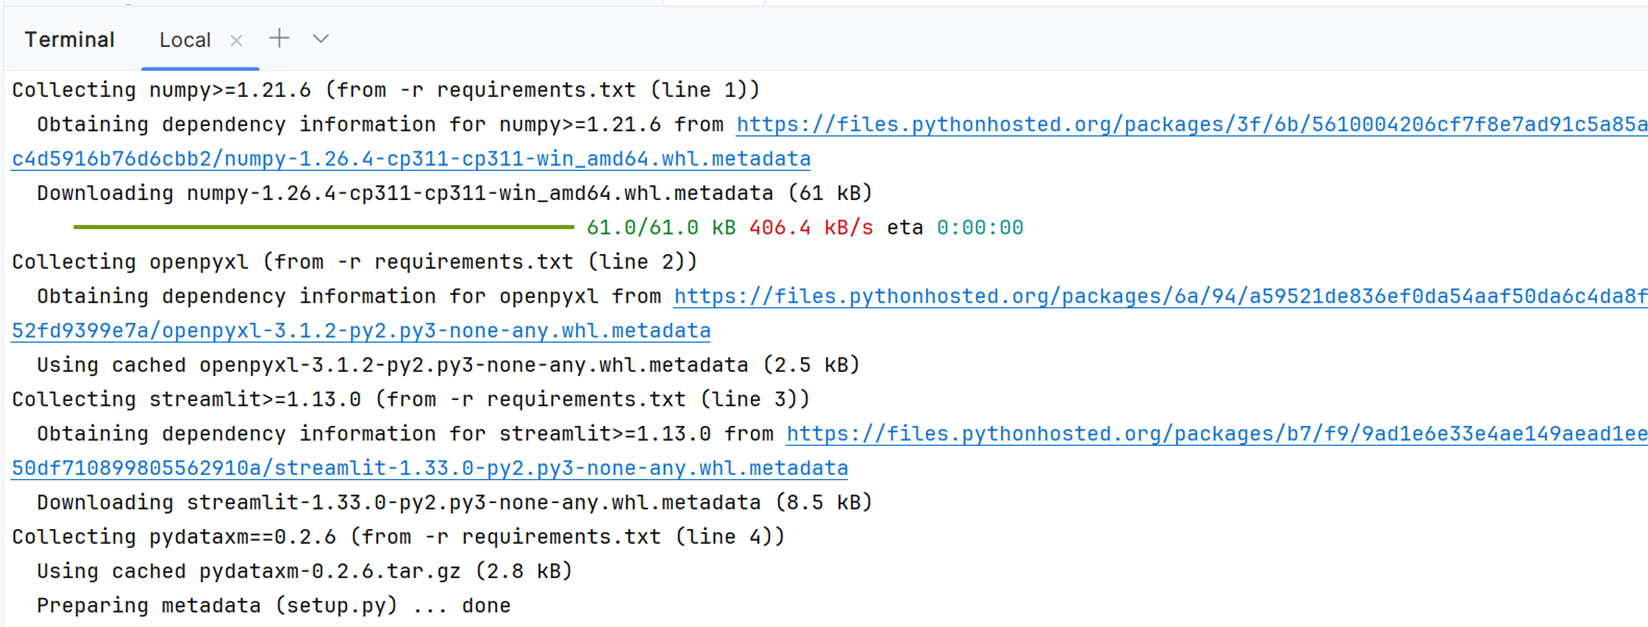 Terminal Local
Collecting numpy>=1.21.6 (from -r requirements.txt (line 1))
Obtaining dependency information for numpy>=1.21.6 from https://files.pythonhosted.org/packages/3f/6b/5610004206cf7f8e7ad91c5a85a
c4d5916b76d6cbb2/numpy-1.26.4-cp311-cp311-win_amd64.whl.metadata
Downloading numpy-1.26.4-cp311-cp311-win_amd64.whl.metadata (61 kB)
61.0/61.0 kB 406.4 kB/s eta 0:00:00
Collecting openpyxl (from -r requirements.txt (line 2))
Obtaining dependency information for openpyxl from https://files.pythonhosted.org/packages/6a/94/a59521de836ef0da54aaf50da6c4da8f
52fd9399e7a/openpyxl-3.1.2-py2.py3-none-any.whl.metadata
Using cached openpyxl-3.1.2-py2.py3-none-any.whl.metadata (2.5 kB)
Collecting streamlit>=1.13.0 (from -r requirements.txt (line 3))
Obtaining dependency information for streamlit>=1.13.0 from https://files.pythonhosted.org/packages/b7/f9/9ad1e6e33e4ae149aead1ee
50df710899805562910a/streamlit-1.33.0-py2.py3-none-any.whl.metadata
Downloading streamlit-1.33.0-py2.py3-none-any.whl.metadata (8.5 kB)
Collecting pydataxm==0.2.6 (from -r requirements.txt (line 4))
Using cached pydataxm-0.2.6.tar.gz (2.8 kB)
Preparing metadata (setup.py) ... done